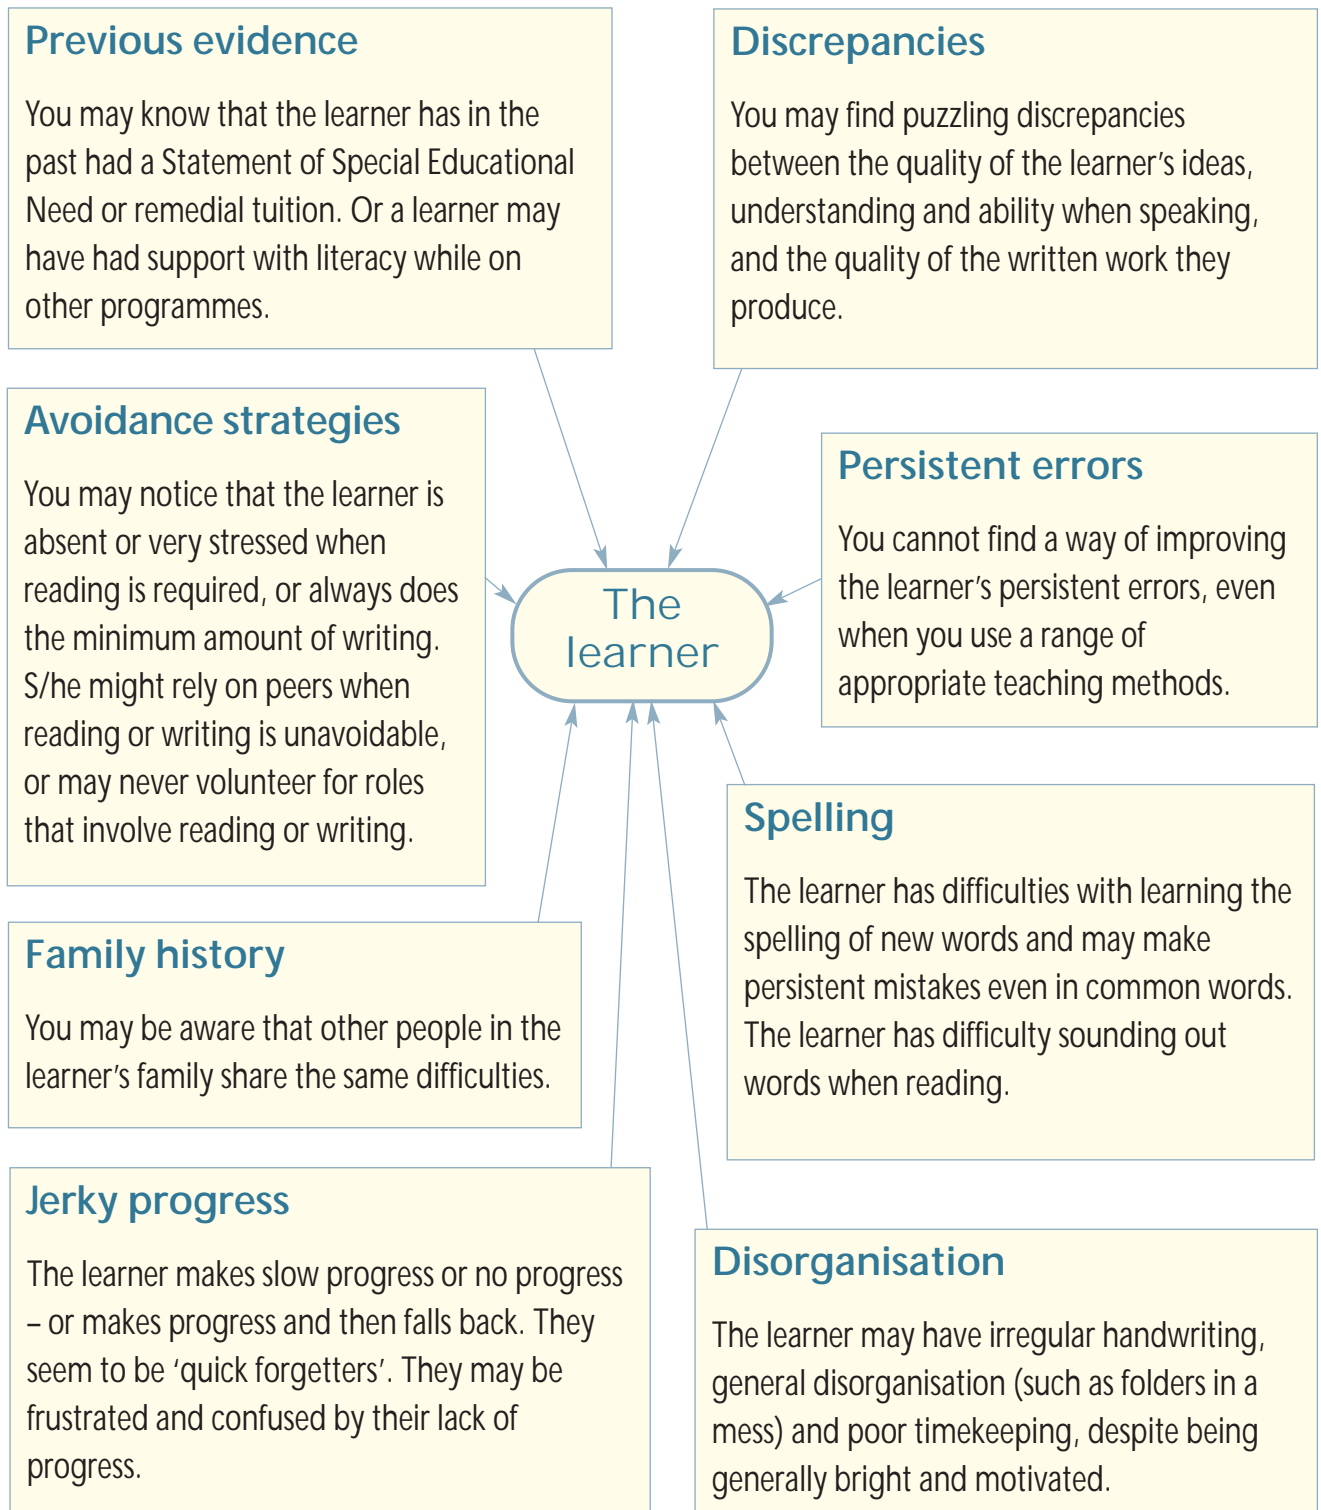 Previous evidence
You may know that the learner has in the
past had a Statement of Special Educational
Need or remedial tuition. Or a learner may
have had support with literacy while on
other programmes.
Discrepancies
You may find puzzling discrepancies
between the quality of the learner’s ideas,
understanding and ability when speaking,
and the quality of the written work they
produce.
Avoidance strategies
You may notice that the learner is
absent or very stressed when
reading is required, or always does
the minimum amount of writing.
S/he might rely on peers when
reading or writing is unavoidable,
or may never volunteer for roles
that involve reading or writing.
Persistent errors
You cannot find a way of improving
the learner’s persistent errors, even
when you use a range of
appropriate teaching methods.
The
learner
Spelling
The learner has difficulties with learning the
spelling of new words and may make
persistent mistakes even in common words.
The learner has difficulty sounding out
words when reading.
Family history
You may be aware that other people in the
learner’s family share the same difficulties.
Jerky progress
The learner makes slow progress or no progress
– or makes progress and then falls back. They
seem to be ‘quick forgetters’. They may be
frustrated and confused by their lack of
progress.
Disorganisation
The learner may have irregular handwriting,
general disorganisation (such as folders in a
mess) and poor timekeeping, despite being
generally bright and motivated.